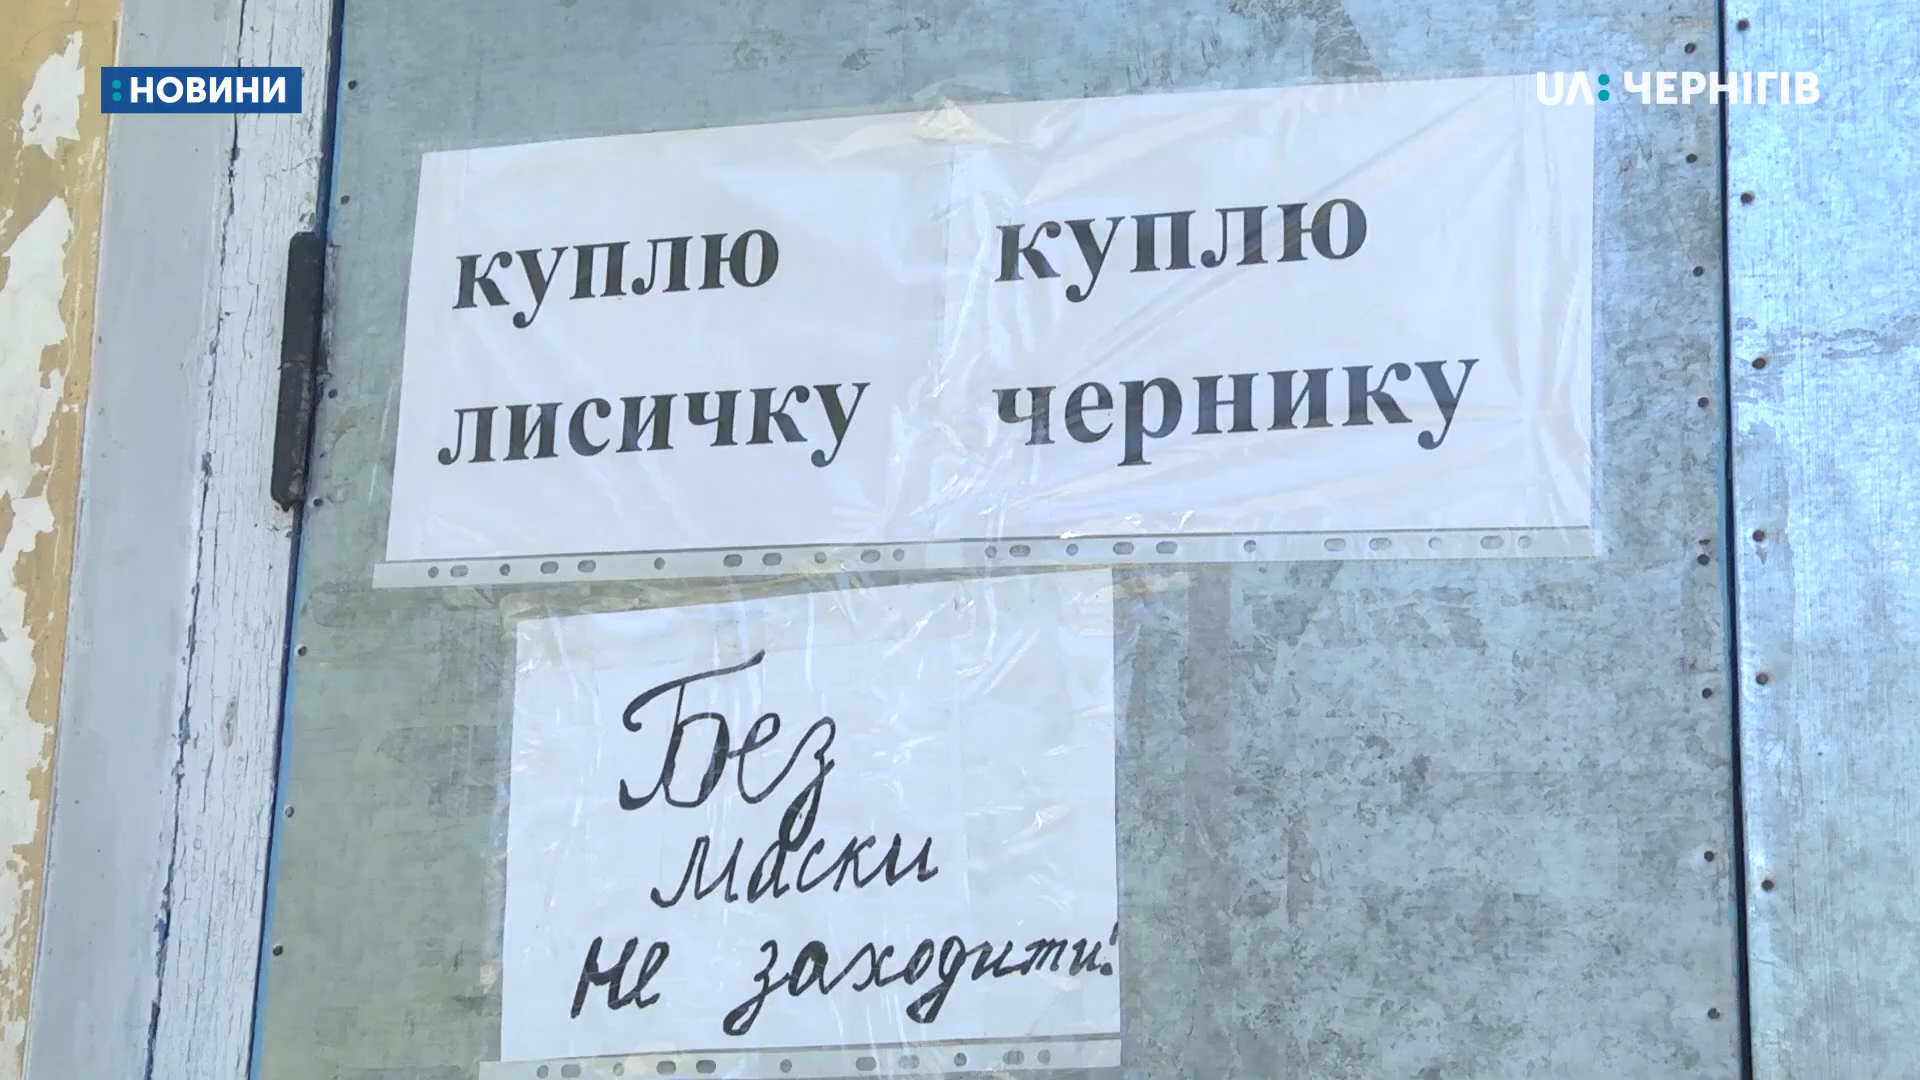 :НОВИНИ
UA: ЧЕРНІГІВ
куплю
лисичку
куплю
чернику
Без
маски
не заходити!